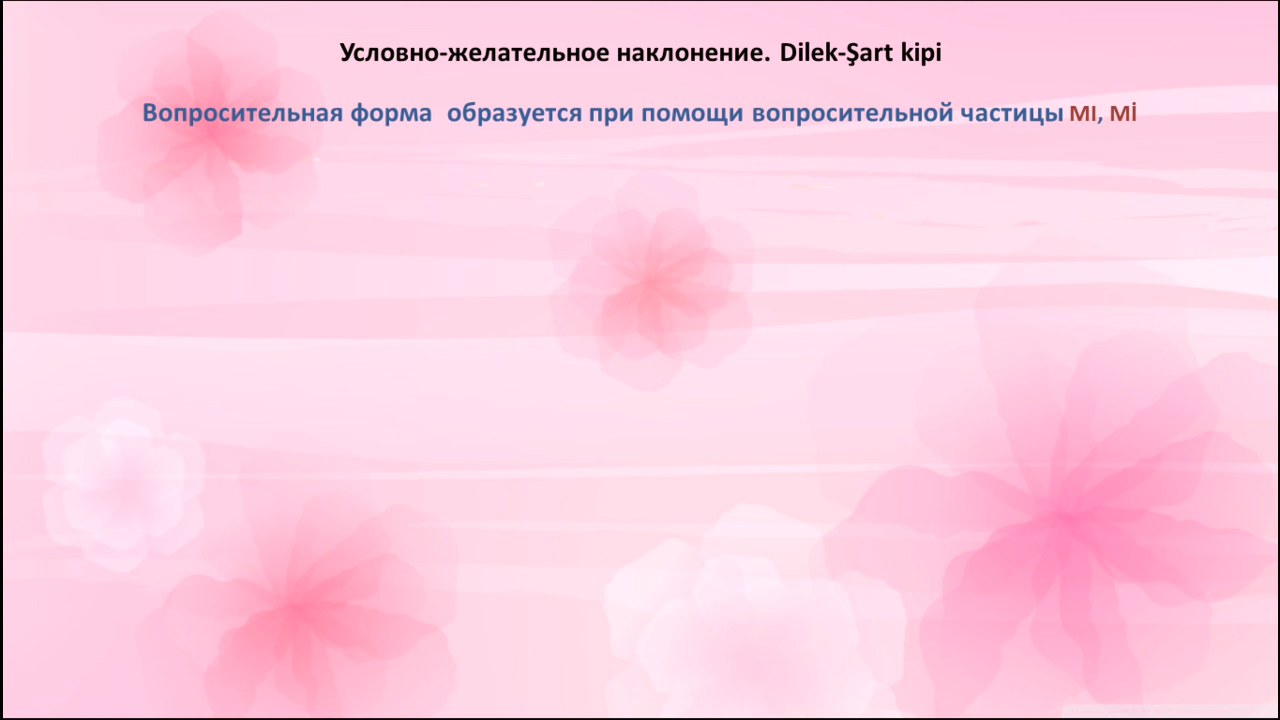 Условно-желательное наклонение. Dilek-Şart kipi
Вопросительная форма образуется при помощи вопросительной частицы MI, Mİ